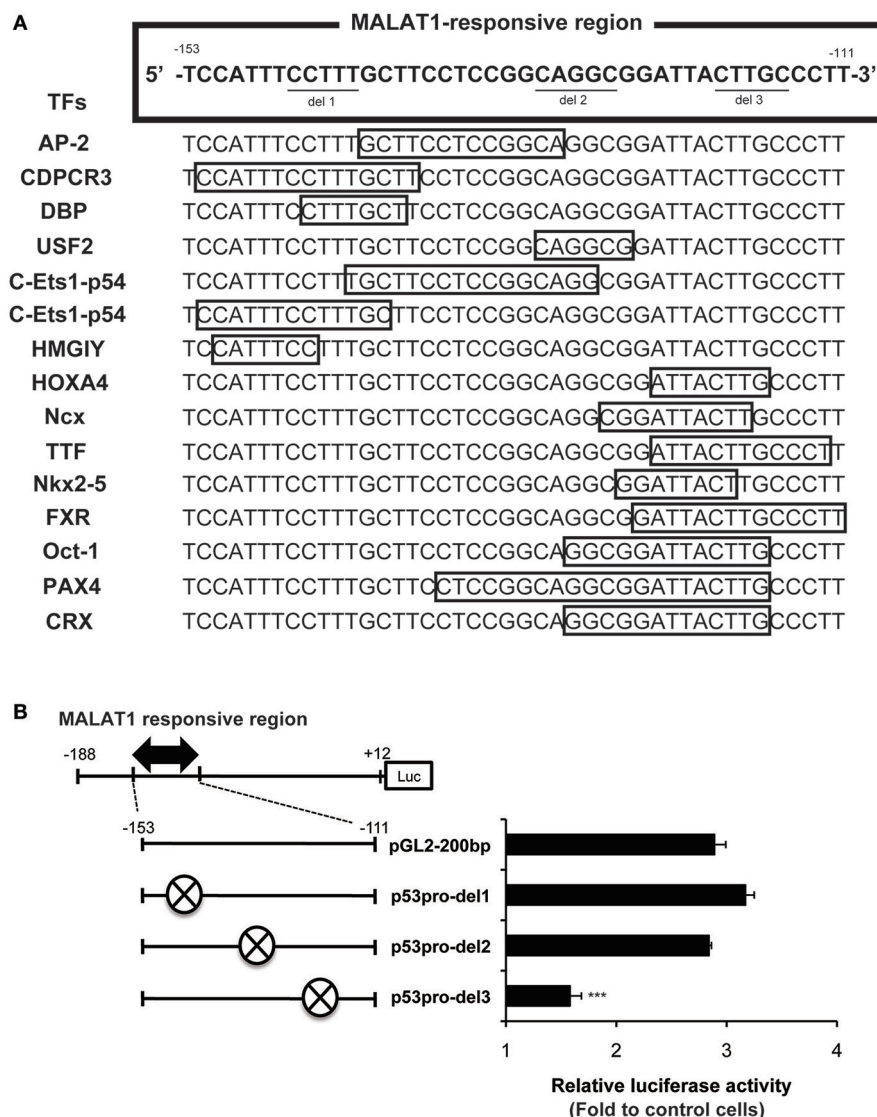 A
MALAT1-responsive region
-153 -111
5’ -TCCATTTCCTTTGCTTCCTCCGGCAGGCGGATTACTTGCCCTT-3’
del 1 del 2 del 3
TFs
AP-2 TCCATTTCCTTTGCTTCCTCCGGCAGGCGGATTACTTGCCCTT
CDPCR3 TCCATTTCCTTTGCTTCCTCCGGCAGGCGGATTACTTGCCCTT
DBP TCCATTTCCTTTGCTTCCTCCGGCAGGCGGATTACTTGCCCTT
USF2 TCCATTTCCTTTGCTTCCTCCGGCAGGCGGATTACTTGCCCTT
C-Ets1-p54 TCCATTTCCTTTGCTTCCTCCGGCAGGCGGATTACTTGCCCTT
C-Ets1-p54 TCCATTTCCTTTGCTTCCTCCGGCAGGCGGATTACTTGCCCTT
HMGIY TCCATTTCCTTTGCTTCCTCCGGCAGGCGGATTACTTGCCCTT
HOXA4 TCCATTTCCTTTGCTTCCTCCGGCAGGCGGATTACTTGCCCTT
Ncx TCCATTTCCTTTGCTTCCTCCGGCAGGCGGATTACTTGCCCTT
TTF TCCATTTCCTTTGCTTCCTCCGGCAGGCGGATTACTTGCCCTT
Nkx2-5 TCCATTTCCTTTGCTTCCTCCGGCAGGCGGATTACTTGCCCTT
FXR TCCATTTCCTTTGCTTCCTCCGGCAGGCGGATTACTTGCCCTT
Oct-1 TCCATTTCCTTTGCTTCCTCCGGCAGGCGGATTACTTGCCCTT
PAX4 TCCATTTCCTTTGCTTCCTCCGGCAGGCGGATTACTTGCCCTT
CRX TCCATTTCCTTTGCTTCCTCCGGCAGGCGGATTACTTGCCCTT
B
MALAT1 responsive region
-188 +12
Luc
-153 -111
pGL2-200bp
p53pro-del1
p53pro-del2
p53pro-del3
***
1 2 3 4
Relative luciferase activity
(Fold to control cells)